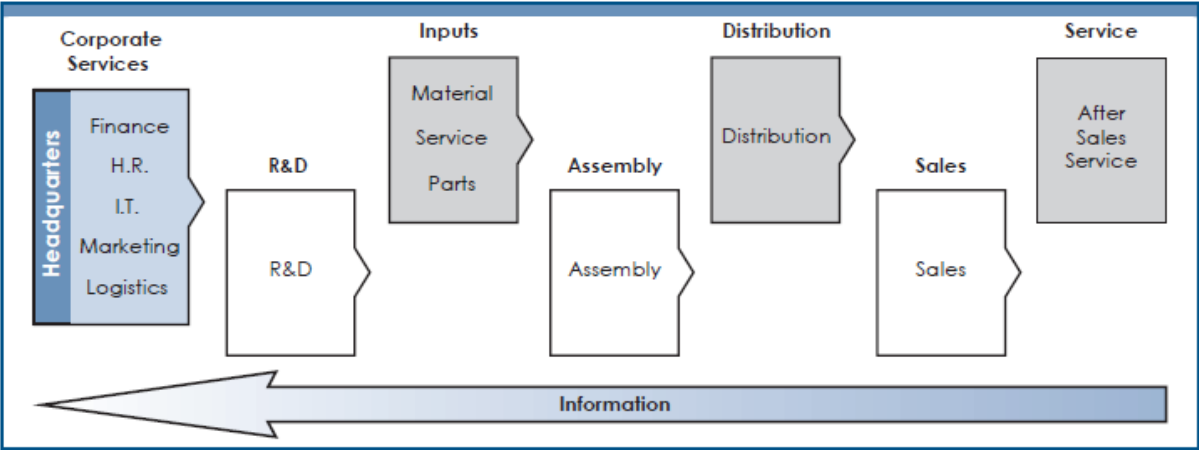 Corporate
Services
Headquarters
Finance
H.R.
I.T.
Marketing
Logistics
R&D
R&D
Inputs
Material
Service
Parts
Assembly
Assembly
Distribution
Distribution
Sales
Sales
Service
After
Sales
Service
Information